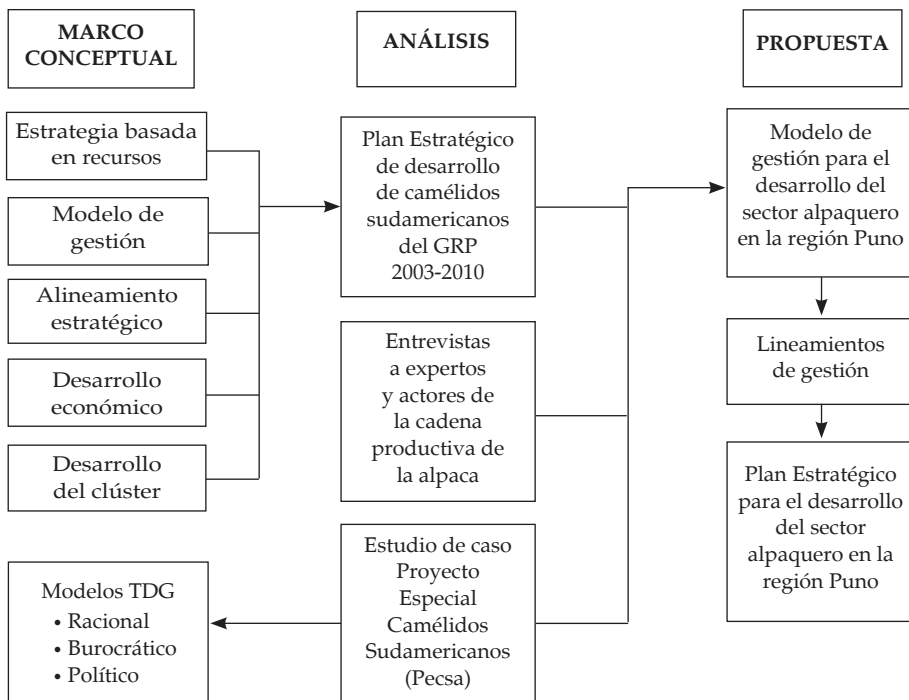 MARCO
CONCEPTUAL
Estrategia basada
en recursos
Modelo de
gestión
Alineamiento
estratégico
Desarrollo
económico
Desarrollo
del clúster
Modelos TDG
• Racional
• Burocrático
• Político
ANÁLISIS
Plan Estratégico
de desarrollo
de camélidos
sudamericanos
del GRP
2003-2010
Entrevistas
a expertos
y actores de
la cadena
productiva de
la alpaca
Estudio de caso
Proyecto
Especial
Camélidos
Sudamericanos
(Pecsa)
PROPUESTA
Modelo de
gestión para el
desarrollo del
sector alpaquero
en la región Puno
Lineamientos
de gestión
Plan Estratégico
para el desarrollo
del sector
alpaquero en la
región Puno